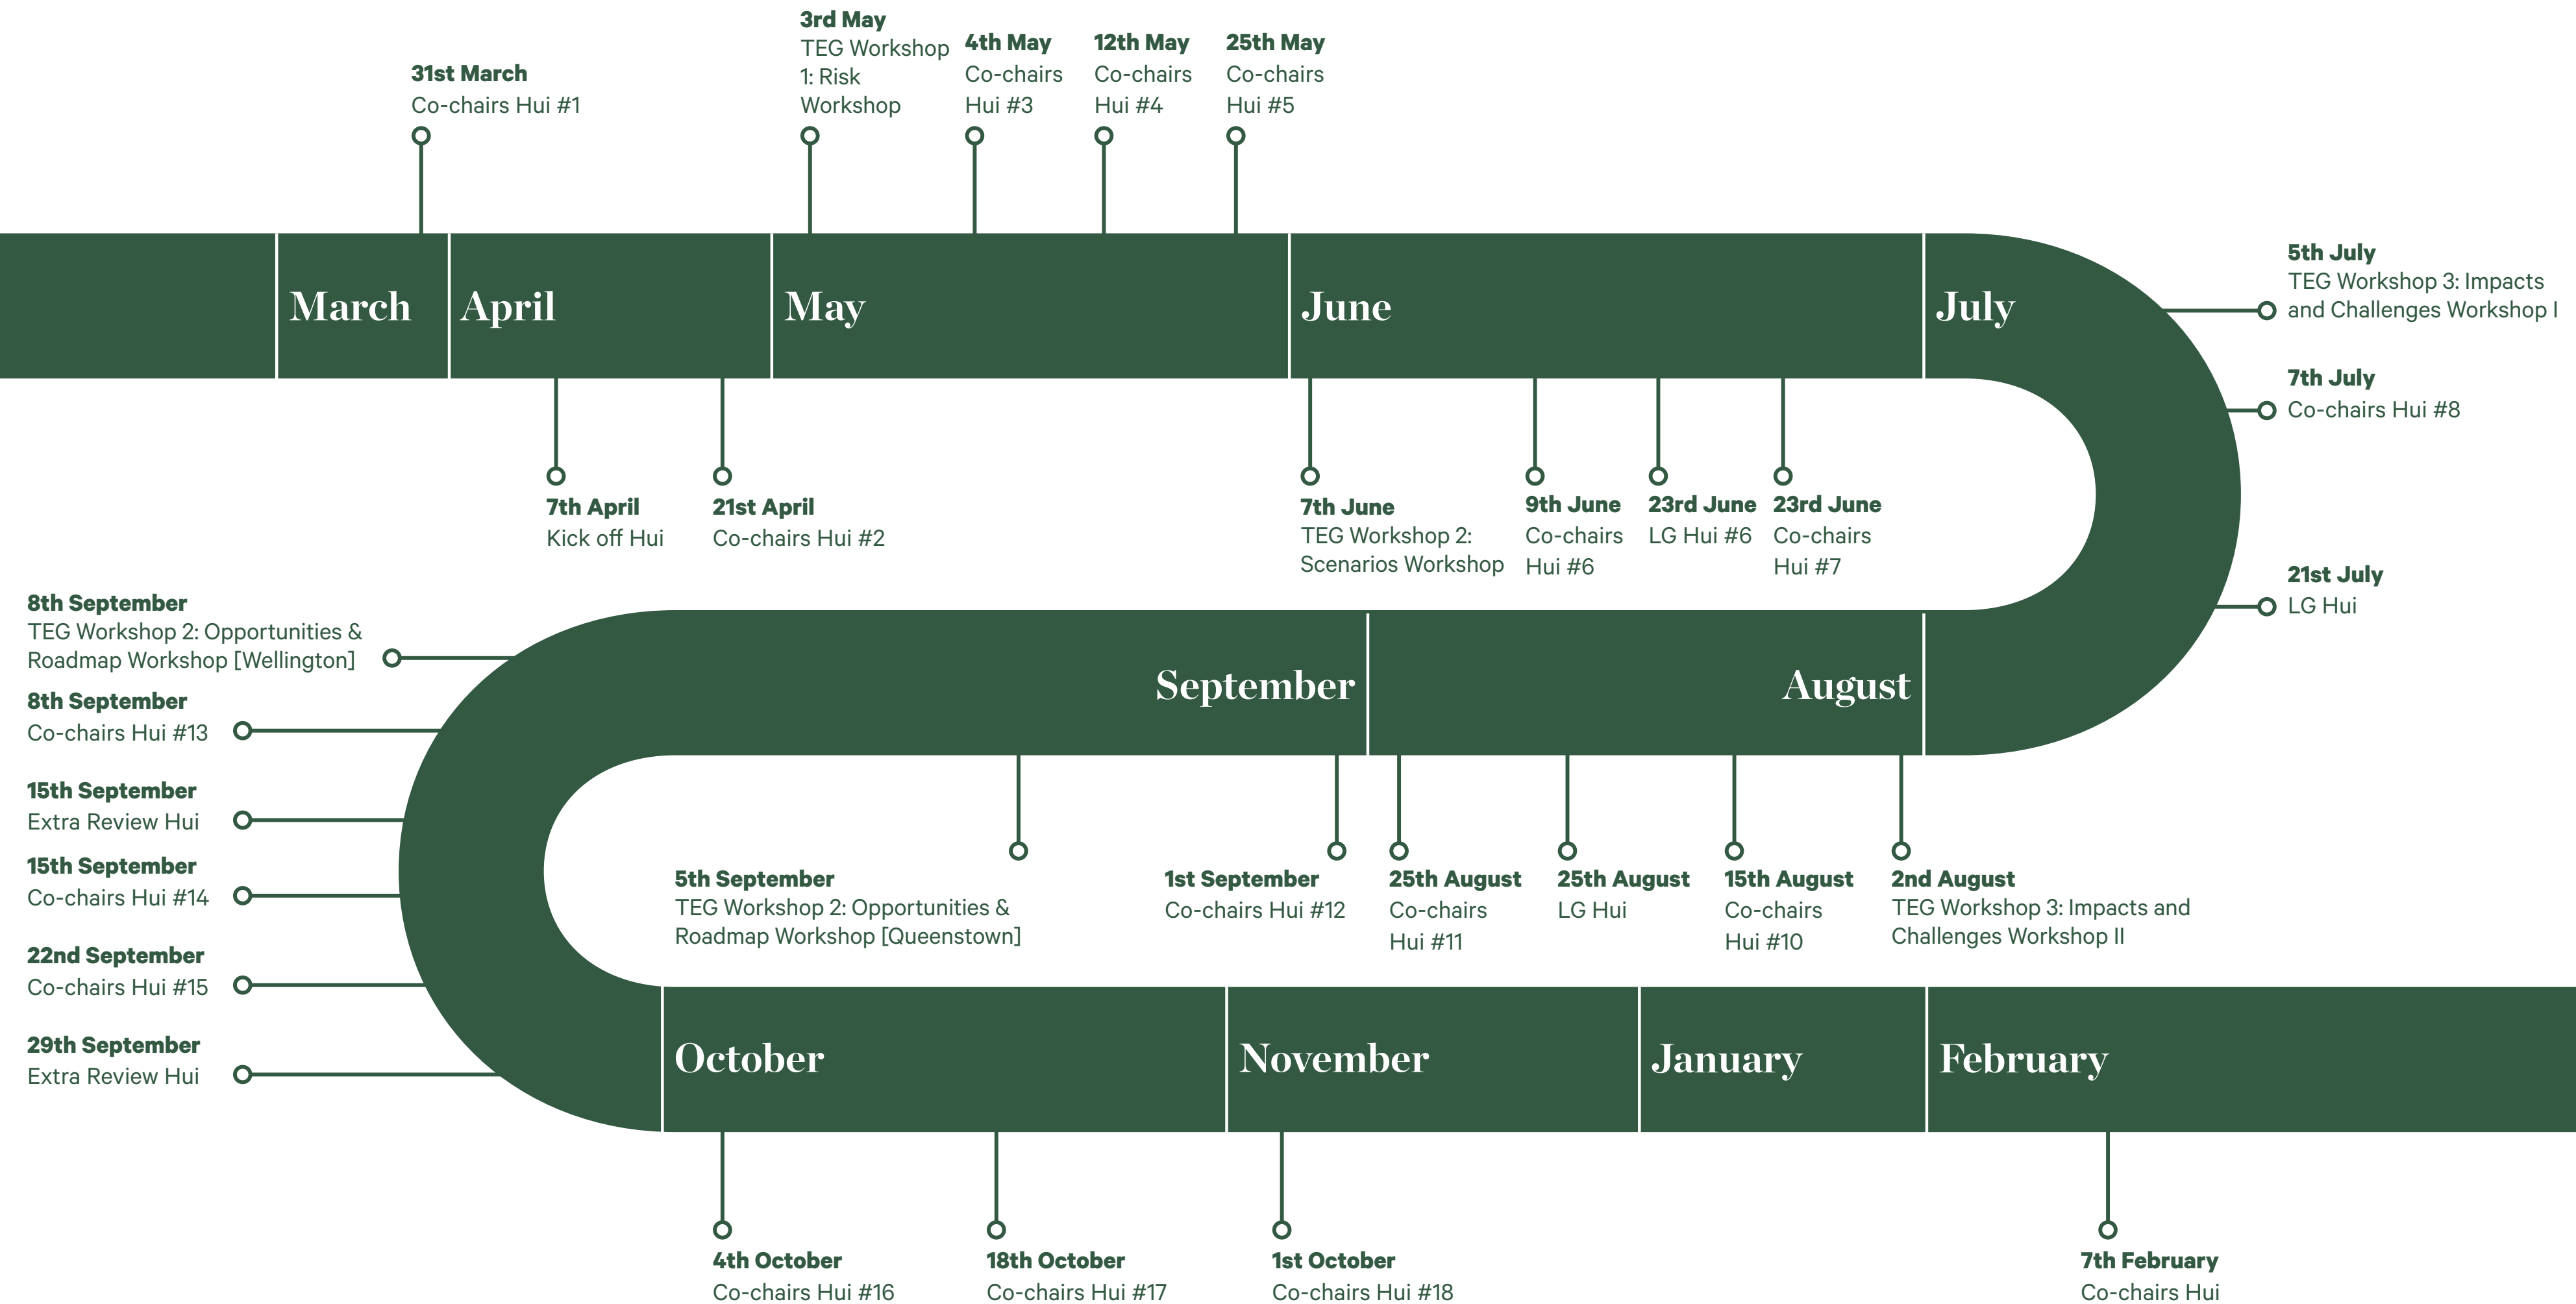 31st March
Co-chairs Hui #1
3rd May
TEG Workshop
1: Risk
Workshop
4th May
Co-chairs
Hui #3
12th May
Co-chairs
Hui #4
25th May
Co-chairs
Hui #5
March
April
May
June
July
5th July
TEG Workshop 3: Impacts
and Challenges Workshop I
7th July
Co-chairs Hui #8
21st July
LG Hui
7th April
Kick off Hui
21st April
Co-chairs Hui #2
7th June
TEG Workshop 2:
Scenarios Workshop
9th June
Co-chairs
Hui #6
23rd June
LG Hui #6
23rd June
Co-chairs
Hui #7
August
September
2nd August
TEG Workshop 3: Impacts and
Challenges Workshop II
15th August
Co-chairs
Hui #10
25th August
LG Hui
25th August
Co-chairs
Hui #11
1st September
Co-chairs Hui #12
5th September
TEG Workshop 2: Opportunities &
Roadmap Workshop [Queenstown]
8th September
TEG Workshop 2: Opportunities &
Roadmap Workshop [Wellington]
8th September
Co-chairs Hui #13
15th September
Extra Review Hui
15th September
Co-chairs Hui #14
22nd September
Co-chairs Hui #15
29th September
Extra Review Hui
October
November
January
February
4th October
Co-chairs Hui #16
18th October
Co-chairs Hui #17
1st October
Co-chairs Hui #18
7th February
Co-chairs Hui